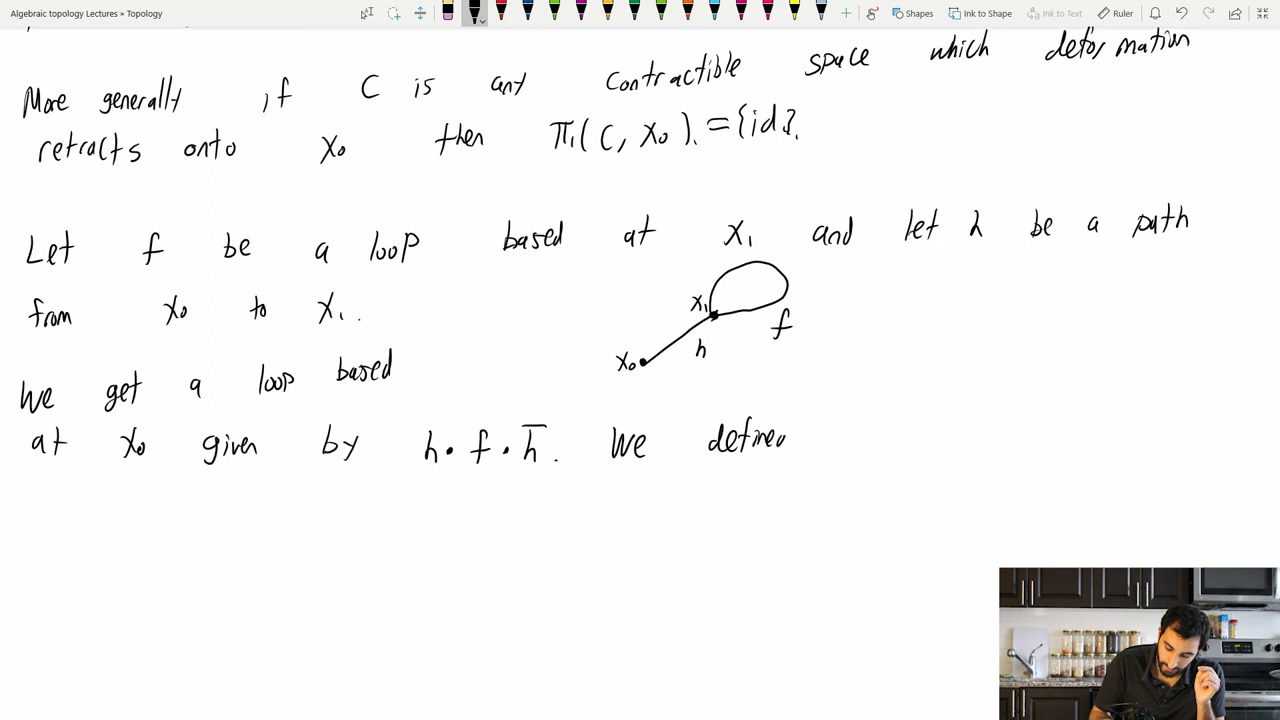 Algebraic topology Lectures » Topology
Shapes
Ink to Shape
Ink to Text
Ruler
More generally if C is any contractible space which deformation
retracts onto x₀ then π₁(C, x₀) = {id}.
Let f be a loop based at x₁ and let h be a path
from x₀ to x₁.
x₁
f
h
x₀
We get a loop based
at x₀ given by h · f · h̅. We define